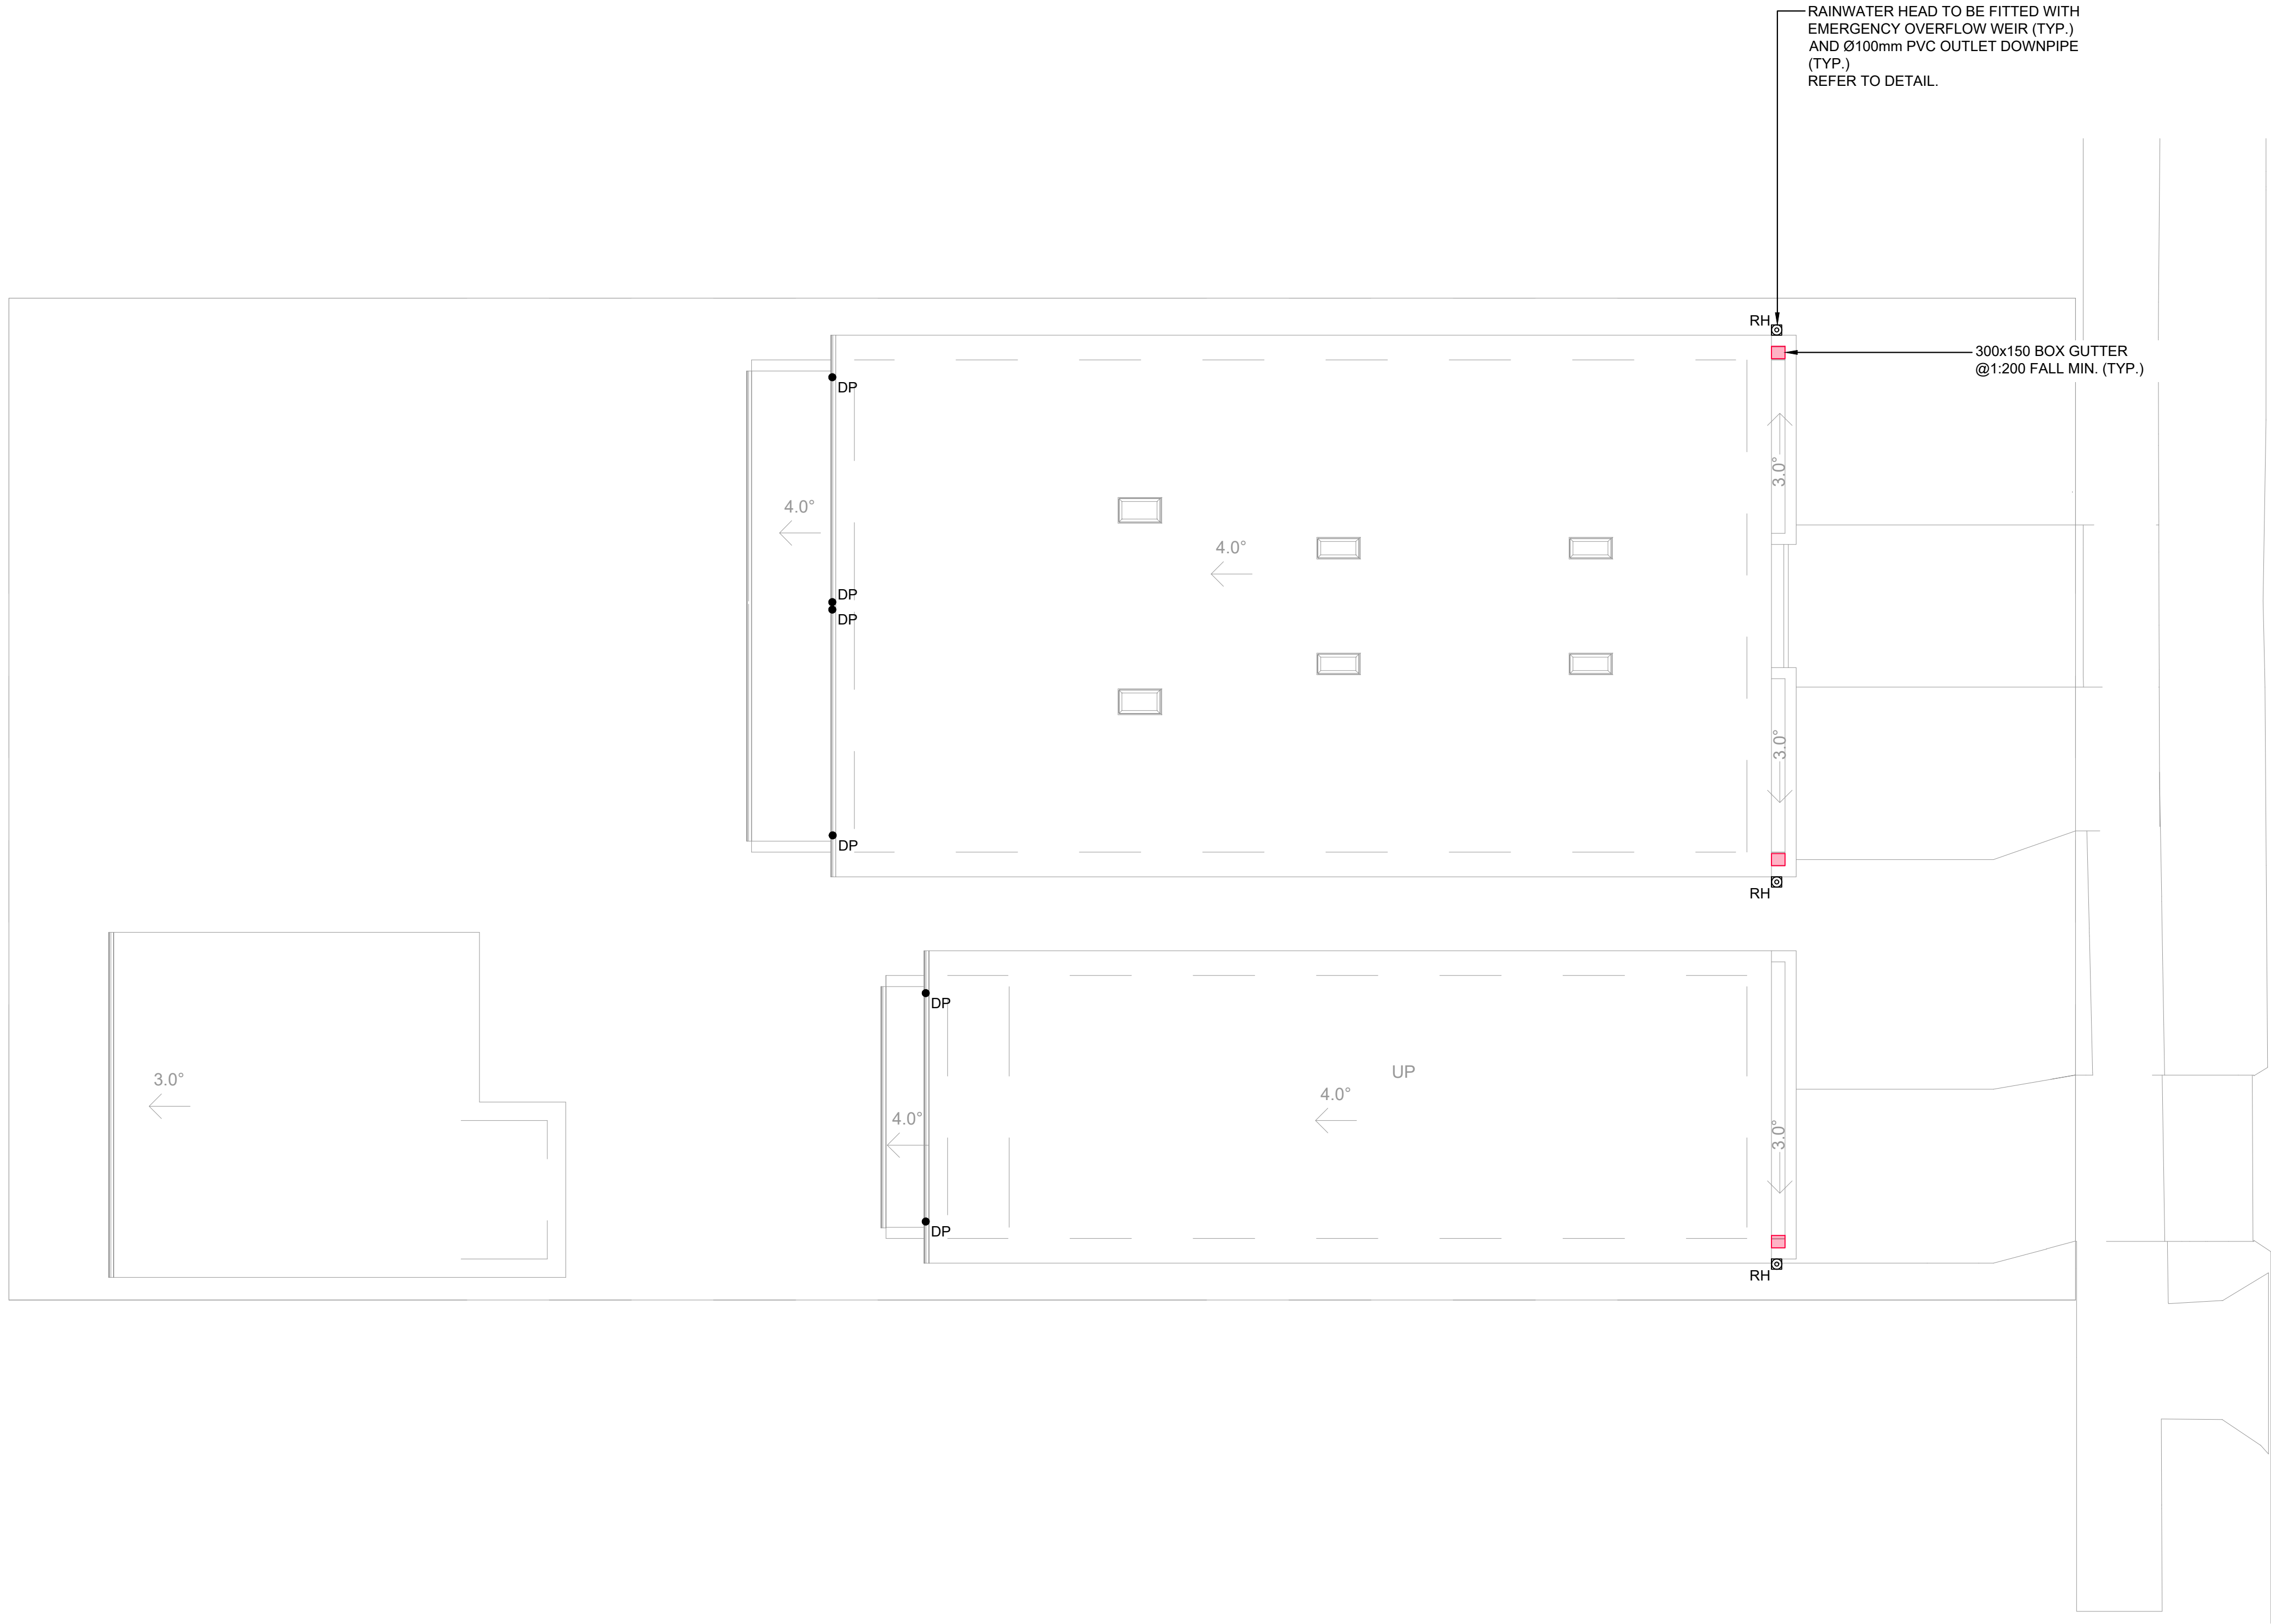 RAINWATER HEAD TO BE FITTED WITH
EMERGENCY OVERFLOW WEIR (TYP.)
AND Ø100mm PVC OUTLET DOWNPIPE
(TYP.)
REFER TO DETAIL.
RH
300x150 BOX GUTTER
@1:200 FALL MIN. (TYP.)
DP
3.0°
4.0°
4.0°
DP
DP
3.0°
DP
RH
DP
UP
3.0°
4.0°
4.0°
3.0°
DP
RH